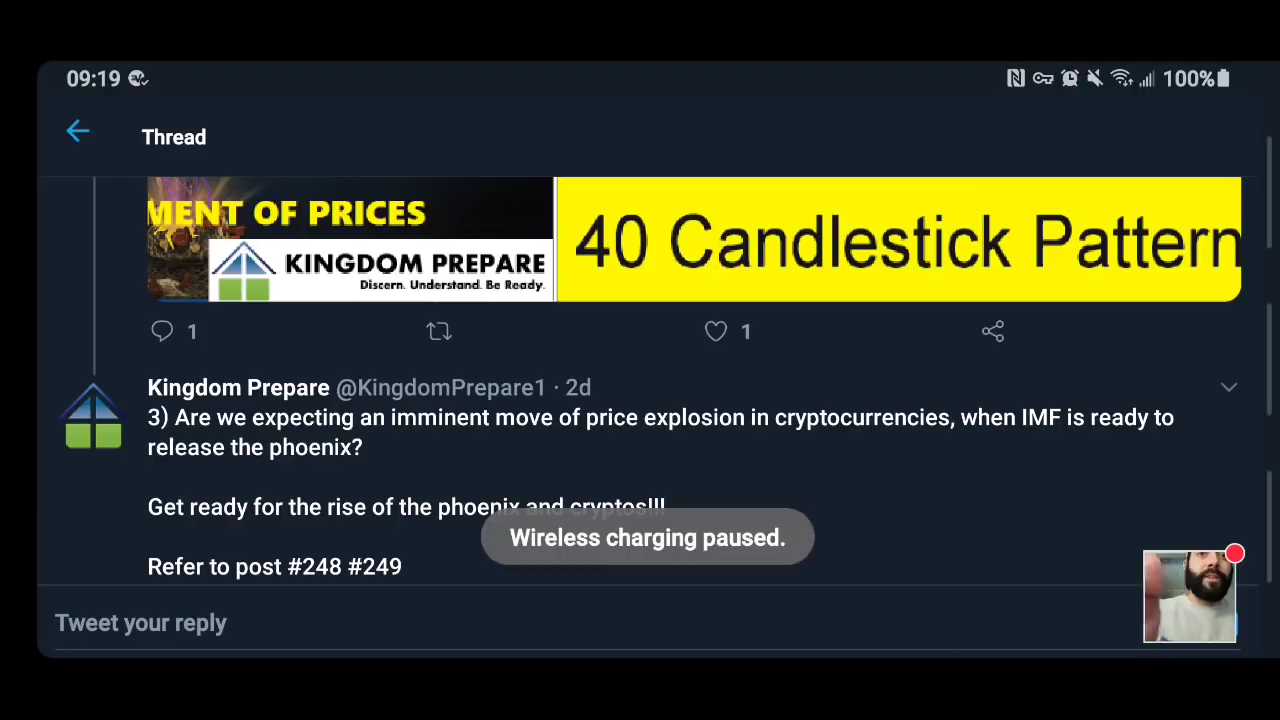 09:19
100%
Thread
MENT OF PRICES
KINGDOM PREPARE
Discern. Understand. Be Ready.
40 Candlestick Pattern
1
1
Kingdom Prepare @KingdomPrepare1 · 2d
3) Are we expecting an imminent move of price explosion in cryptocurrencies, when IMF is ready to
release the phoenix?
Get ready for the rise of the phoenix and cryptos!!!
Wireless charging paused.
Refer to post #248 #249
Tweet your reply